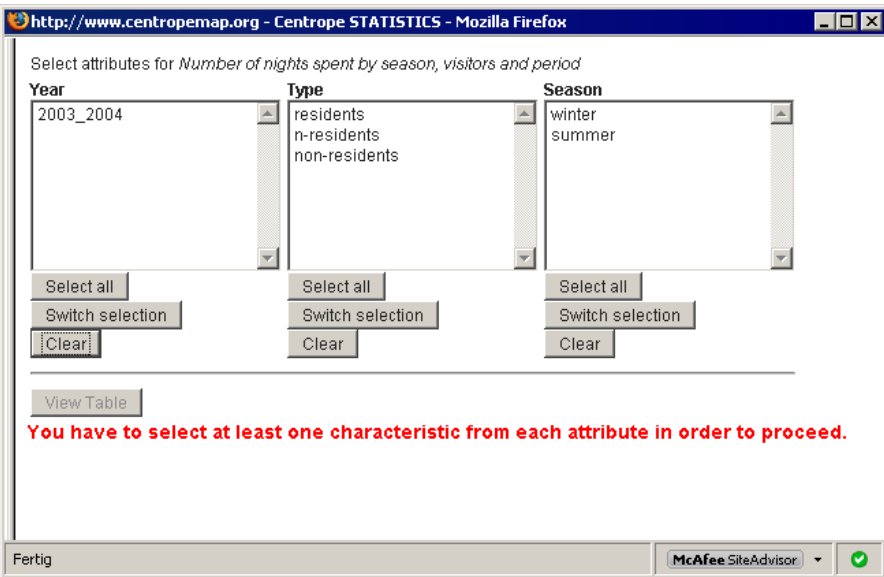 http://www.centropemap.org - Centrope STATISTICS - Mozilla Firefox
Select attributes for Number of nights spent by season, visitors and period
Year Type Season
2003_2004 residents winter
n-residents summer
non-residents
Select all Select all Select all
Switch selection Switch selection Switch selection
Clear Clear Clear
View Table
You have to select at least one characteristic from each attribute in order to proceed.
Fertig McAfee SiteAdvisor